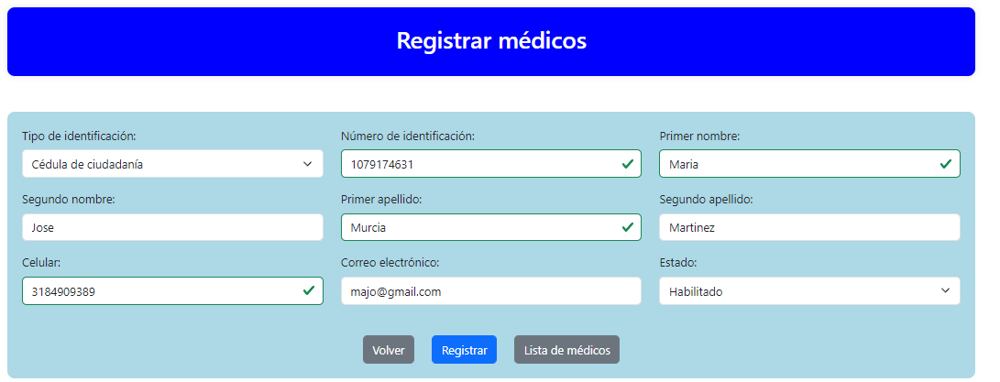 Registrar médicos
Tipo de identificación: Número de identificación: Primer nombre:
Cédula de ciudadanía 1079174631 Maria
Segundo nombre: Primer apellido: Segundo apellido:
Jose Murcia Martinez
Celular: Correo electrónico: Estado:
3184909389 majo@gmail.com Habilitado
Volver Registrar Lista de médicos